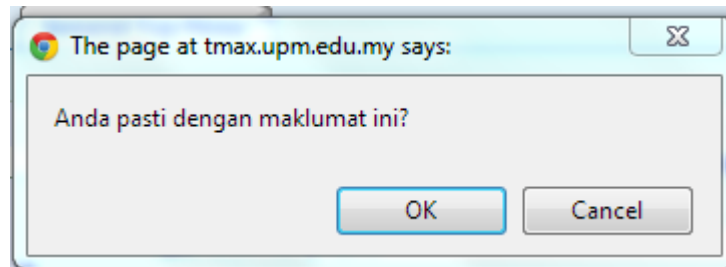 The page at tmax.upm.edu.my says:
Anda pasti dengan maklumat ini?
OK
Cancel